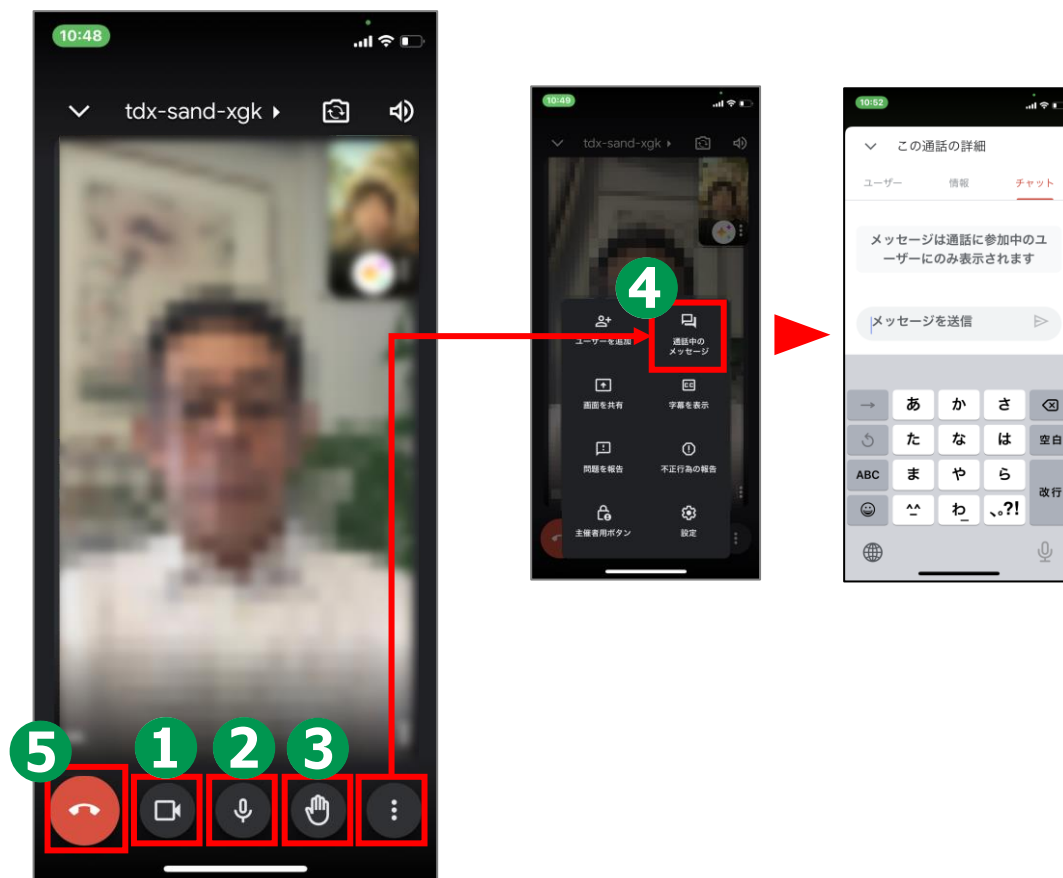 10:48
tdx-sand-xgk
5
1
2
3
10:49
tdx-sand-xgk
4
ユーザーを追加
通話中の
メッセージ
画面を共有
字幕を表示
問題を報告
不正行為の報告
主催者用ボタン
設定
10:52
この通話の詳細
ユーザー 情報 チャット
メッセージは通話に参加中のユ
ーザーにのみ表示されます
メッセージを送信
→ あ か さ
た な は 空白
ABC ま や ら
改行
^^ わ_ 、。?!